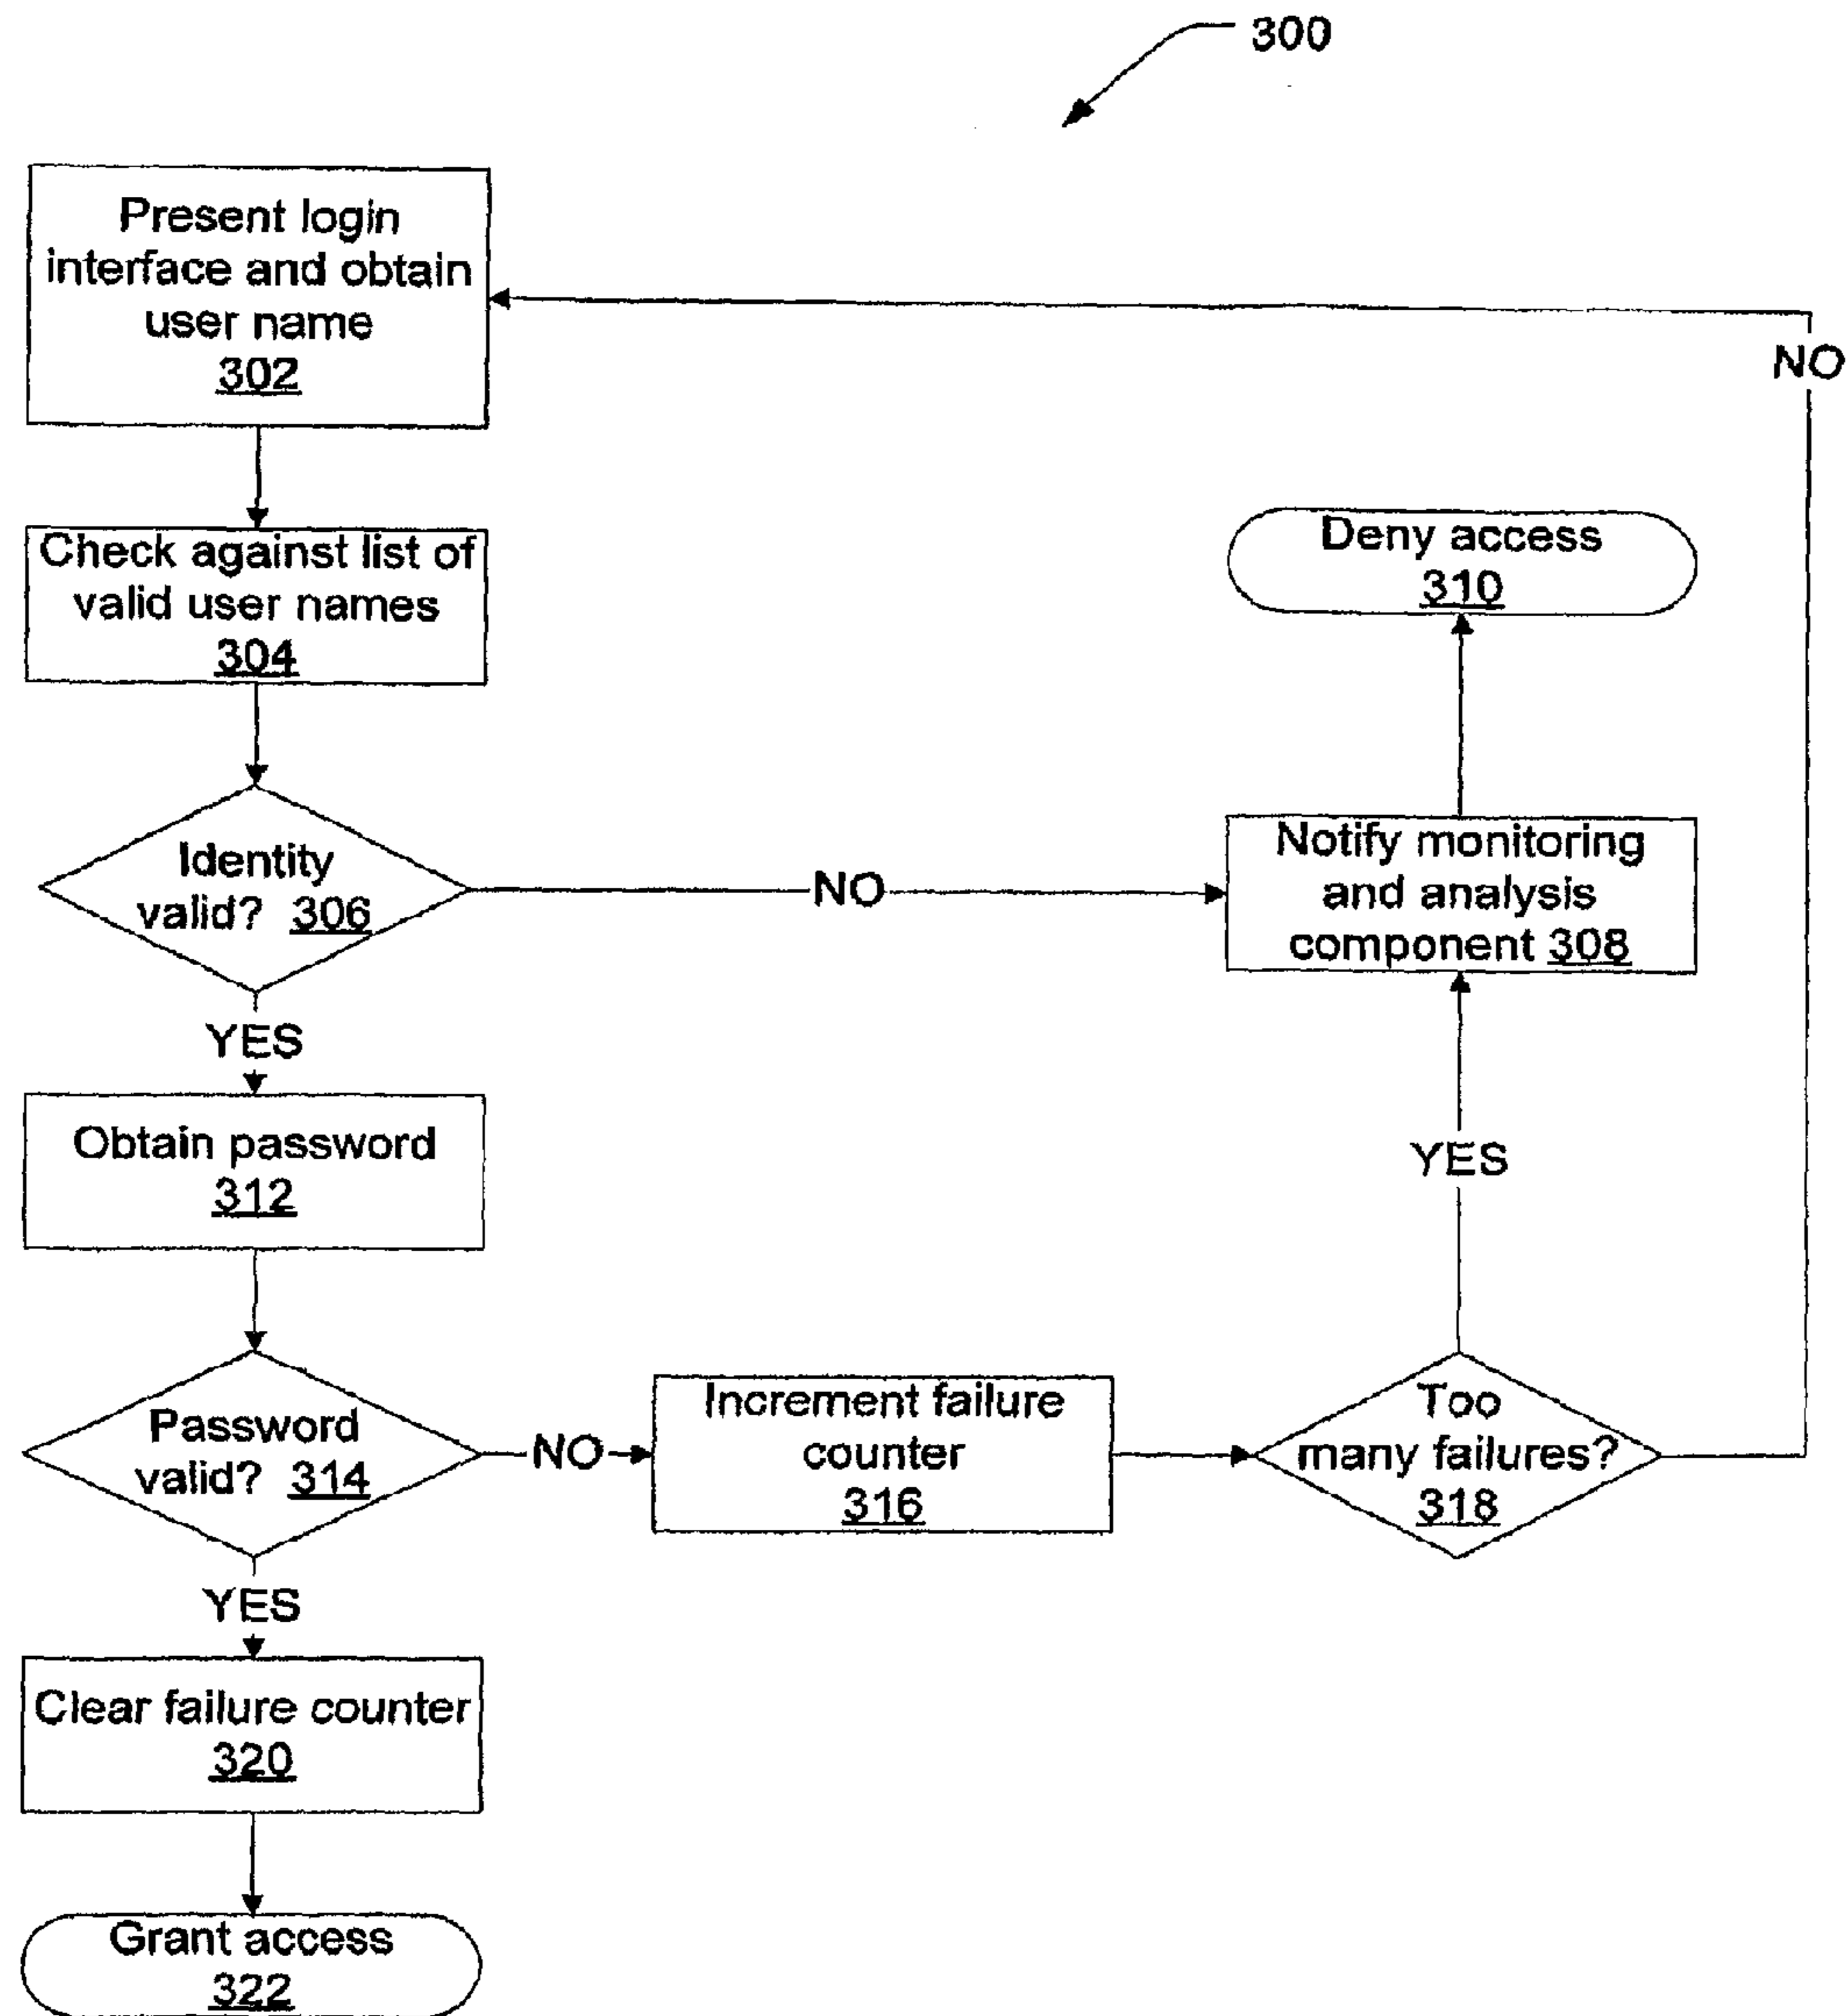 300
Present login
interface and obtain
user name
302
NO
Check against list of
valid user names
304
Deny access
310
Identity
valid? 306
NO
Notify monitoring
and analysis
component 308
YES
Obtain password
312
YES
Password
valid? 314
NO
Increment failure
counter
316
Too
many failures?
318
YES
Clear failure counter
320
Grant access
322